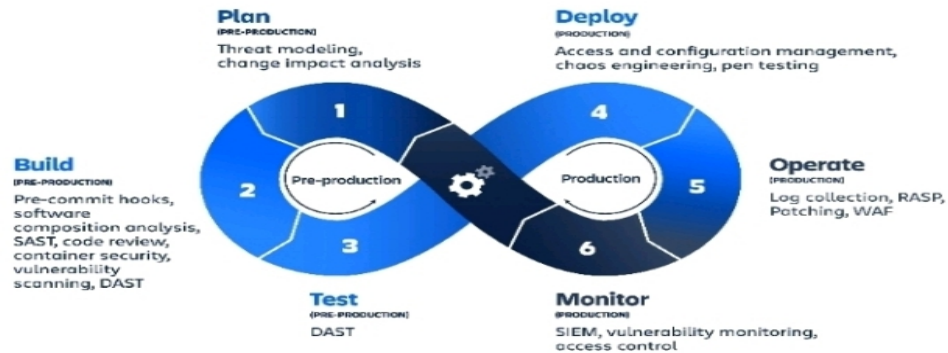 Plan
(PRE-PRODUCTION)
Threat modeling,
change impact analysis
Deploy
(PRODUCTION)
Access and configuration management,
chaos engineering, pen testing
1
4
Build
(PRE-PRODUCTION)
Pre-commit hooks,
software
composition analysis,
SAST, code review,
container security,
vulnerability
scanning, DAST
2
Pre-production
Production
5
Operate
(PRODUCTION)
Log collection, RASP,
Patching, WAF
3
6
Test
(PRE-PRODUCTION)
DAST
Monitor
(PRODUCTION)
SIEM, vulnerability monitoring,
access control